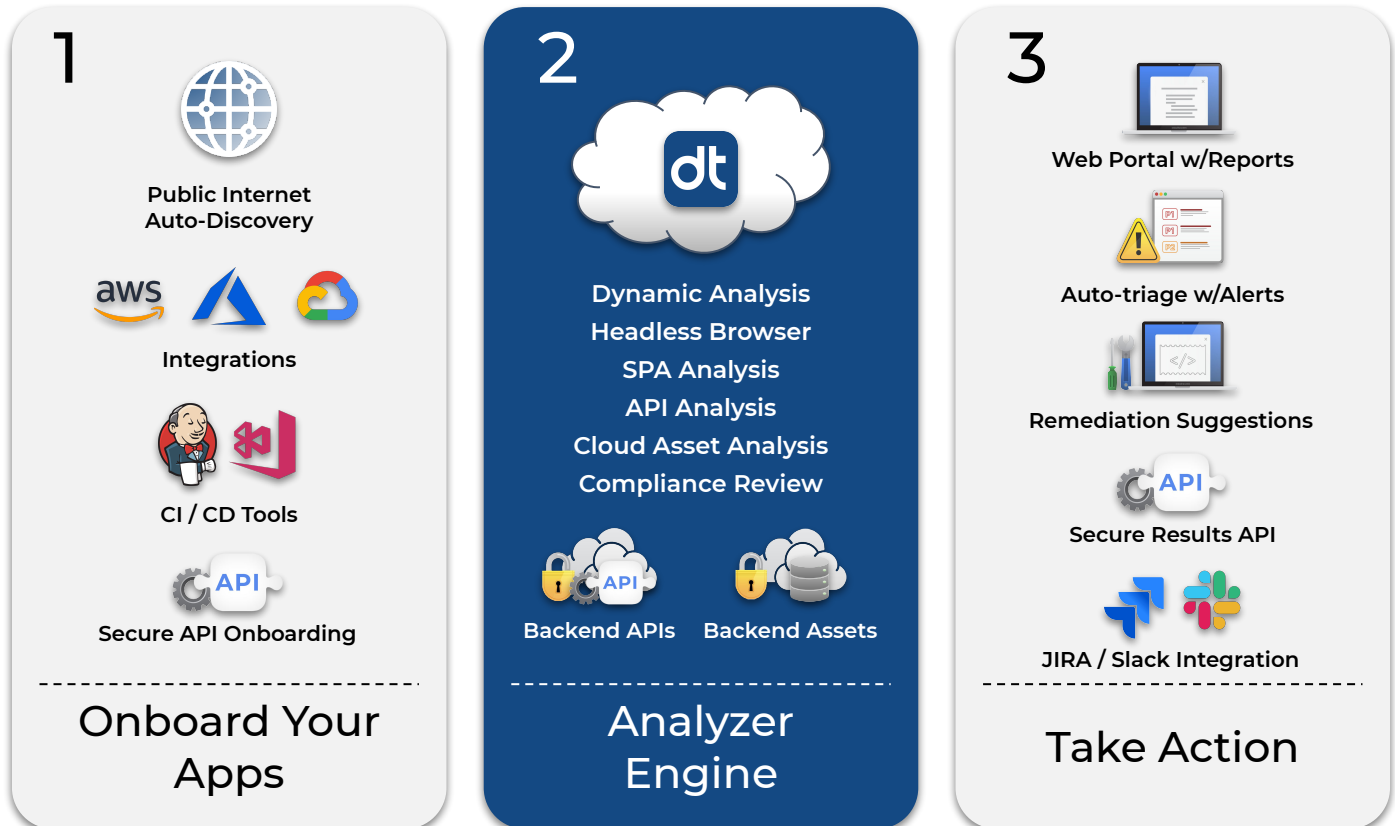 1
Public Internet
Auto-Discovery
aws
Integrations
CI / CD Tools
API
Secure API Onboarding
Onboard Your
Apps
2
dt
Dynamic Analysis
Headless Browser
SPA Analysis
API Analysis
Cloud Asset Analysis
Compliance Review
API
Backend APIs
Backend Assets
Analyzer
Engine
3
Web Portal w/Reports
P1
P1
P2
Auto-triage w/Alerts
</>
Remediation Suggestions
API
Secure Results API
JIRA / Slack Integration
Take Action